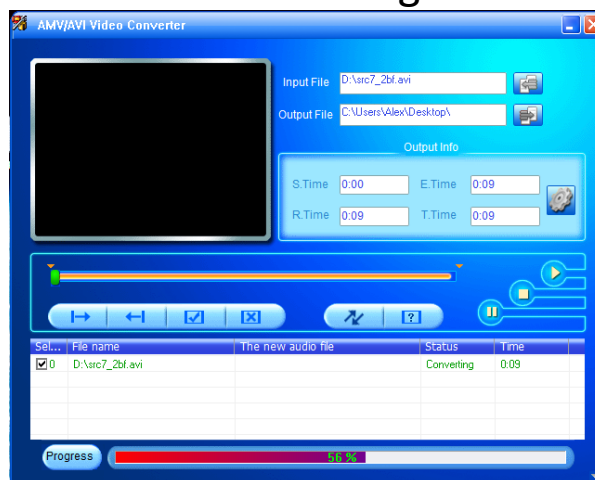 AMV/AVI Video Converter
Input File D:\src7_2bf.avi
Output File C:\Users\Alex\Desktop\
Output Info
S.Time 0:00 E.Time 0:09
R.Time 0:09 T.Time 0:09
Sel... File name The new audio file Status Time
0 D:\src7_2bf.avi Converting 0:09
Progress 56 %